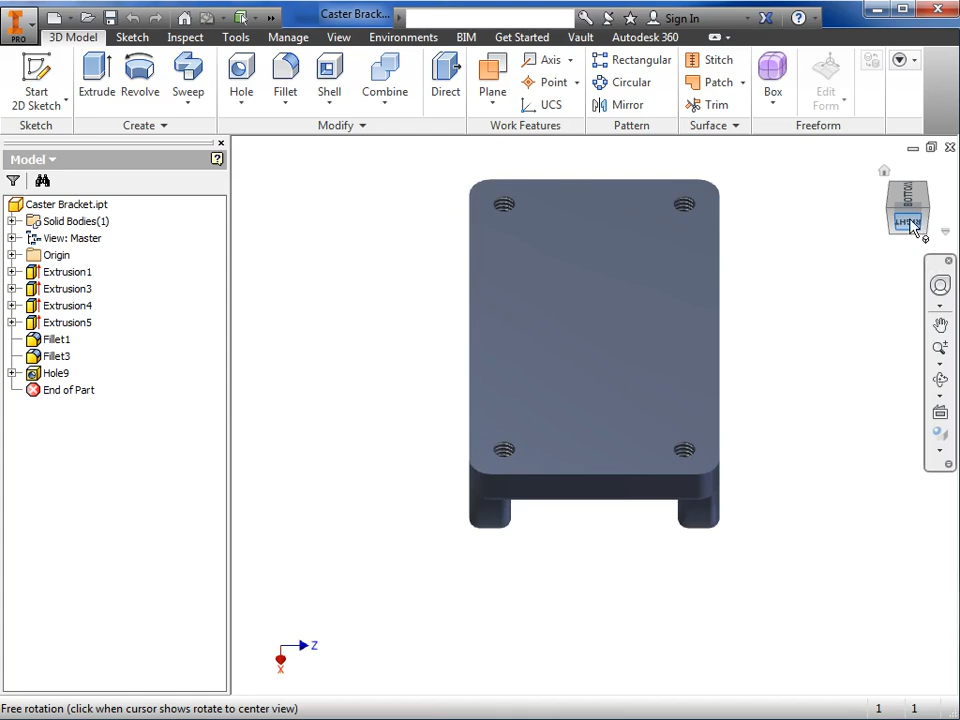 Caster Brack...
Sign In
PRO
3D Model Sketch Inspect Tools Manage View Environments BIM Get Started Vault Autodesk 360
Start
2D Sketch
Extrude Revolve Sweep
Hole Fillet Shell Combine
Direct
Plane
Axis
Point
UCS
Rectangular
Circular
Mirror
Stitch
Patch
Trim
Box
Edit
Form
Sketch Create Modify Work Features Pattern Surface Freeform
Model
Caster Bracket.ipt
Solid Bodies(1)
View: Master
Origin
Extrusion1
Extrusion3
Extrusion4
Extrusion5
Fillet1
Fillet3
Hole9
End of Part
BOTTOM
RIGHT
Z
X
Free rotation (click when cursor shows rotate to center view)
1 1